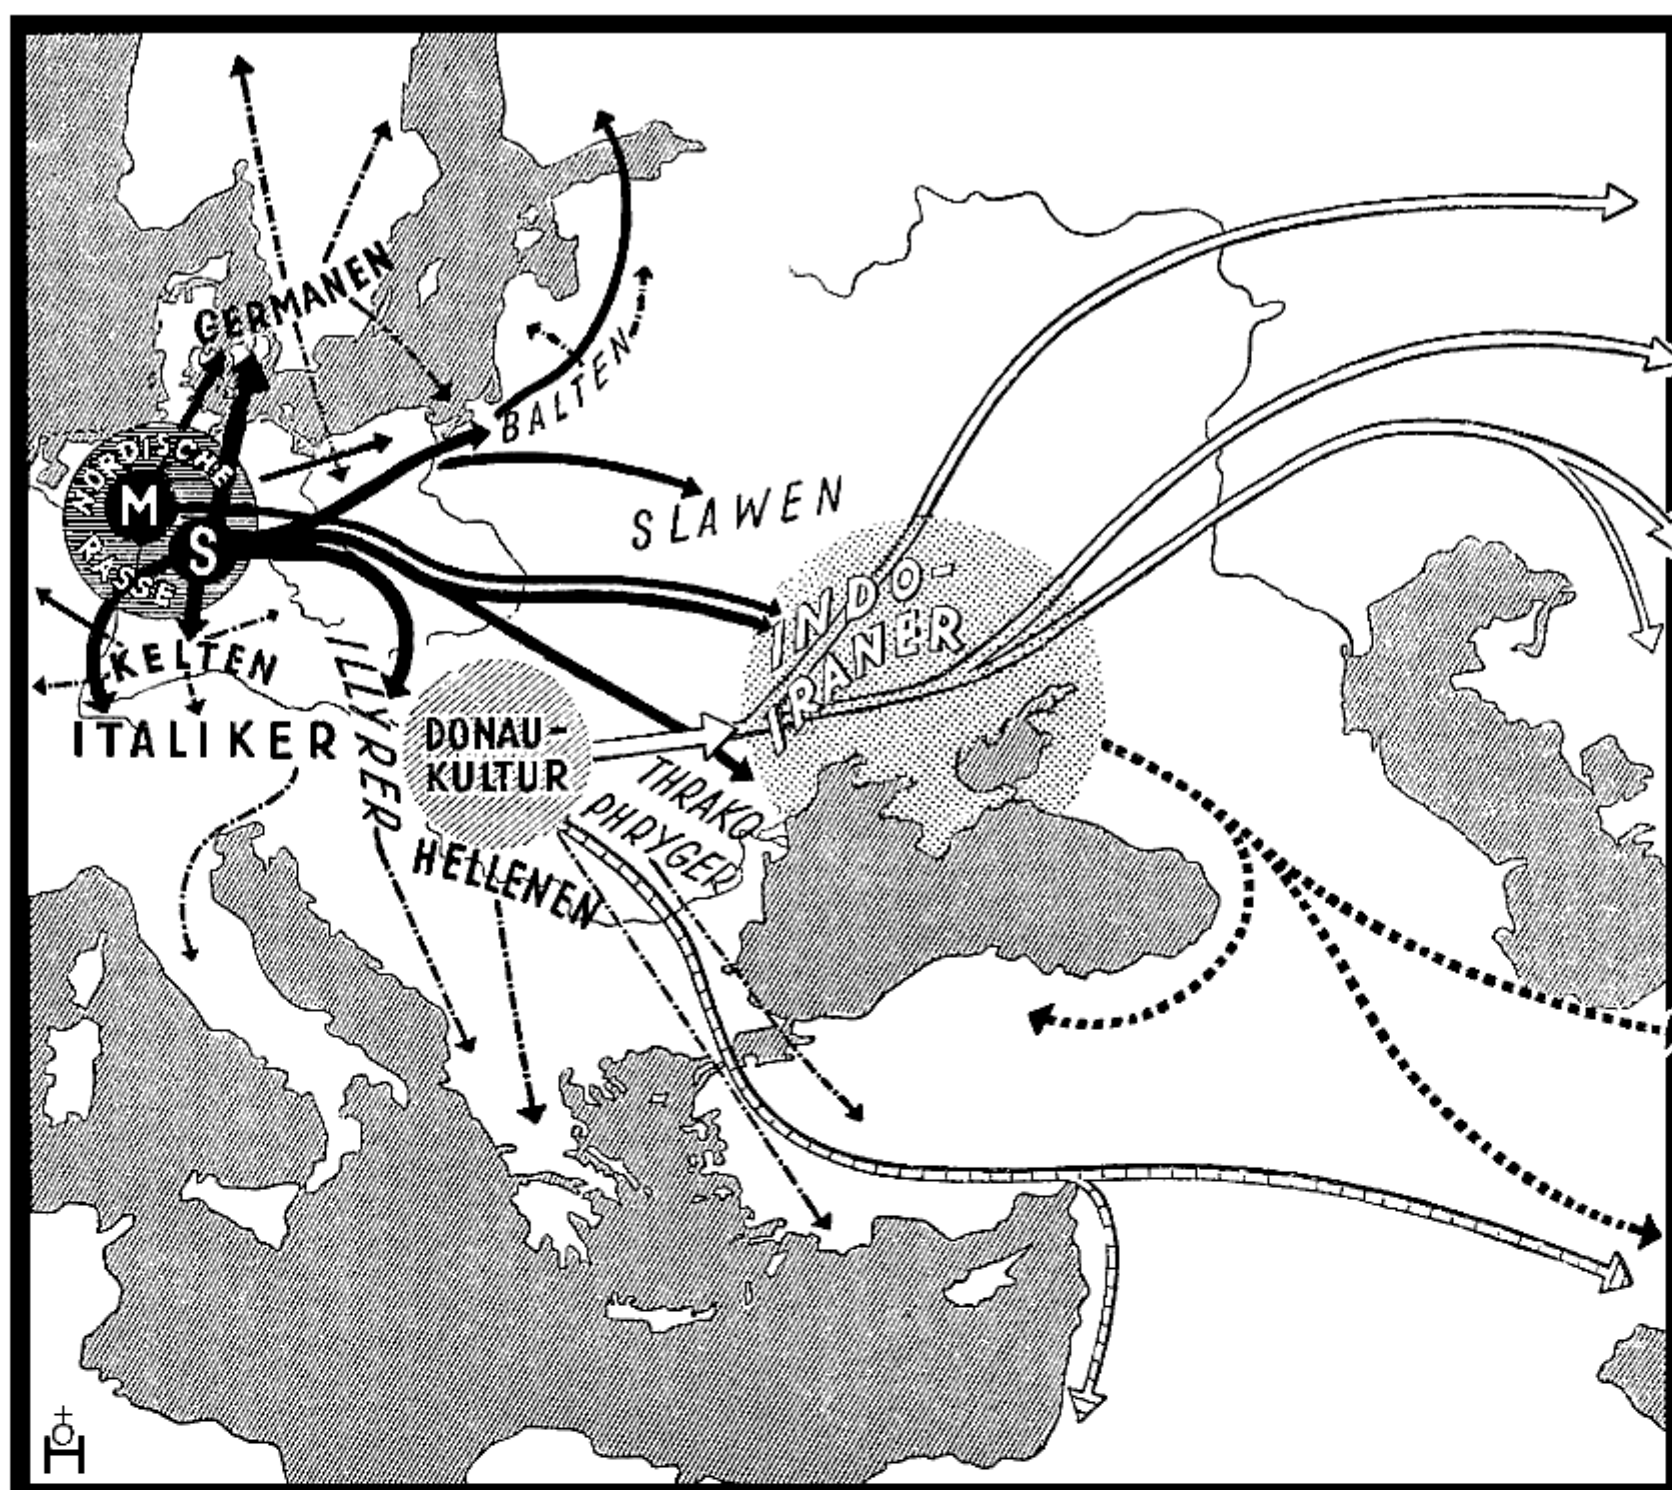 GERMANEN
BALTEN
NORDISCHE
RASSE
M
S
SLAWEN
INDO-
IRANER
KELTEN
ITALIKER
ILLYRER
DONAU-
KULTUR
THRAKO
PHRYGER
HELLENEN
H